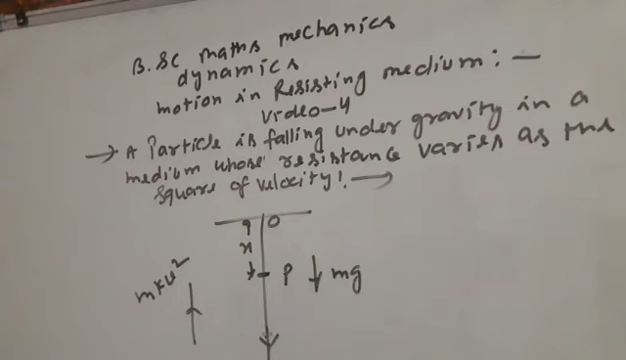 B.SC maths mechanics
dynamics
motion in Resisting medium:-
Video-4
→ A Particle is falling under gravity in a
medium whose resistance varies as the
square of velocity!. →
O
x
P ↓ mg
mkv²